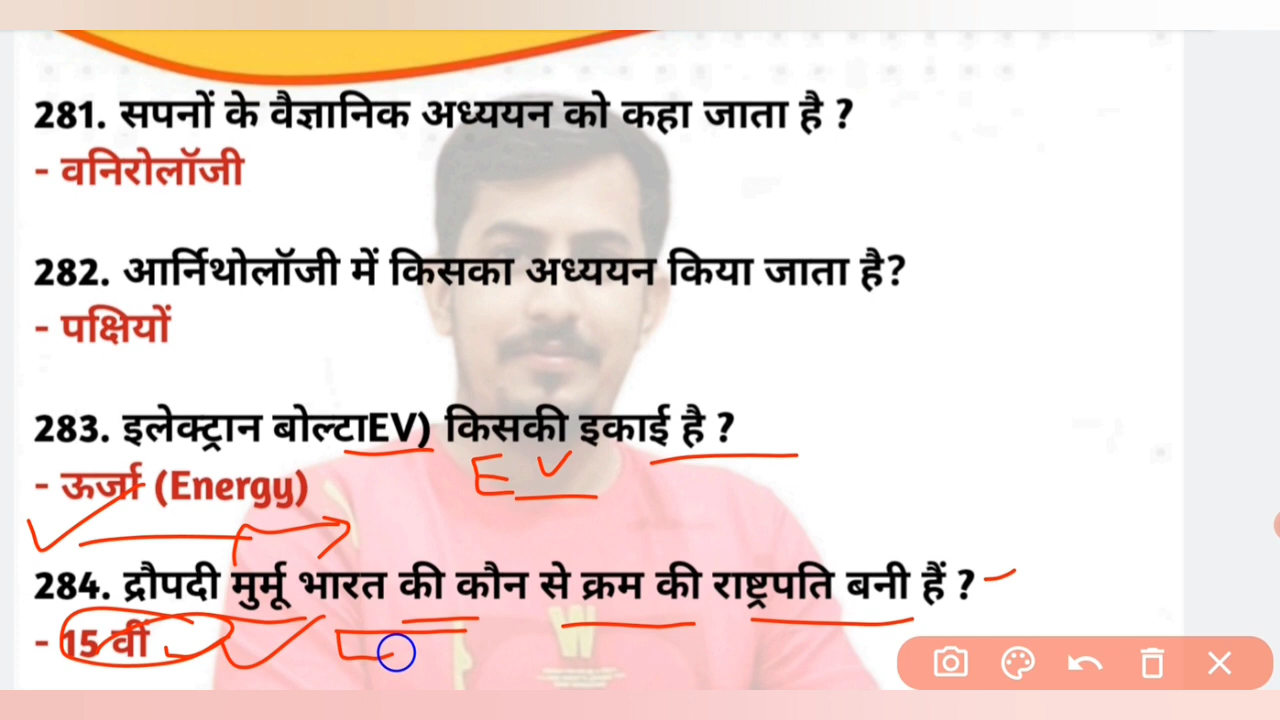 281. सपनों के वैज्ञानिक अध्ययन को कहा जाता है ?
- वनिरोलॉजी
282. आर्निथोलॉजी में किसका अध्ययन किया जाता है?
- पक्षियों
283. इलेक्ट्रान बोल्टाEV) किसकी इकाई है ?
EV
- ऊर्जा (Energy)
284. द्रौपदी मुर्मू भारत की कौन से क्रम की राष्ट्रपति बनी हैं ?
- 15 वीं